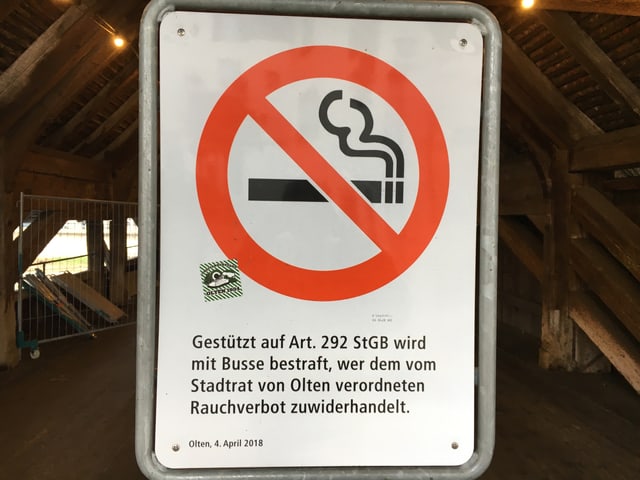 Gestützt auf Art. 292 StGB wird
mit Busse bestraft, wer dem vom
Stadtrat von Olten verordneten
Rauchverbot zuwiderhandelt.
Olten, 4. April 2018